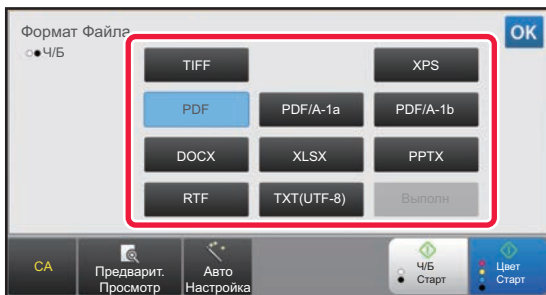 Формат Файла
OK
Ч/Б
TIFF
XPS
PDF
PDF/A-1a
PDF/A-1b
DOCX
XLSX
PPTX
RTF
TXT(UTF-8)
Выполн
CA
Предварит.
Просмотр
Авто
Настройка
Ч/Б
Старт
Цвет
Старт